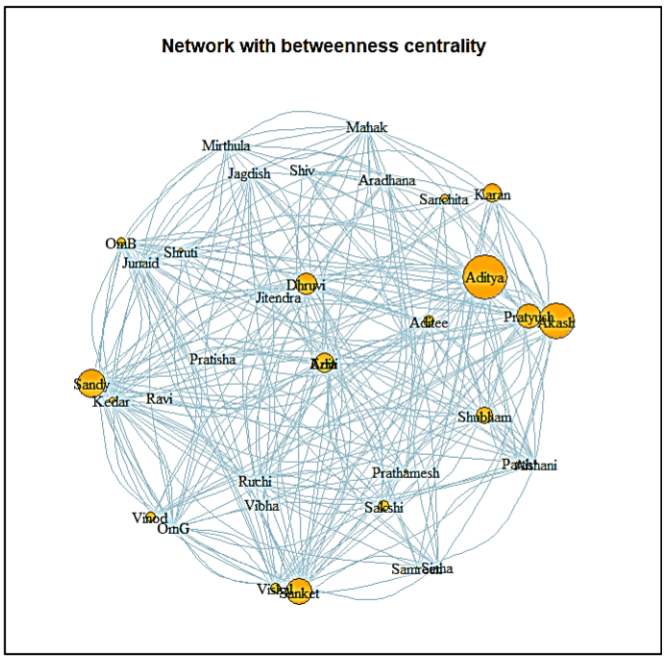 Network with betweenness centrality
Mahak
Mirthula
Jagdish
Shiv
Aradhana
Sanchita
Karan
OmB
Junaid
Shruti
Dhruvi
Jitendra
Aditya
Aditee
Pratyush
Akash
Pratisha
Sandy
Kedar
Ravi
Shubham
Prathamesh
Ruchi
Vibha
Sakshi
Vinod
OmG
Sanket